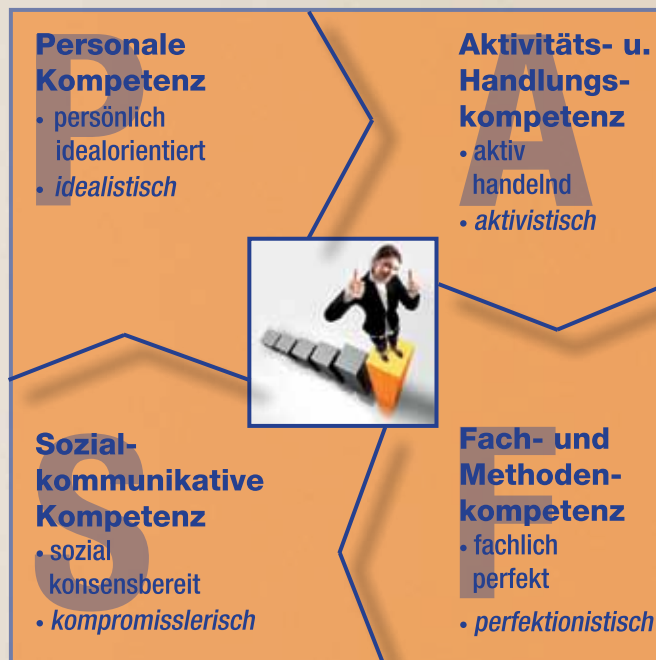 P
Personale
Kompetenz
• persönlich
idealorientiert
• idealistisch
A
Aktivitäts- u.
Handlungs-
kompetenz
• aktiv
handelnd
• aktivistisch
S
Sozial-
kommunikative
Kompetenz
• sozial
konsensbereit
• kompromisslerisch
F
Fach- und
Methoden-
kompetenz
• fachlich
perfekt
• perfektionistisch